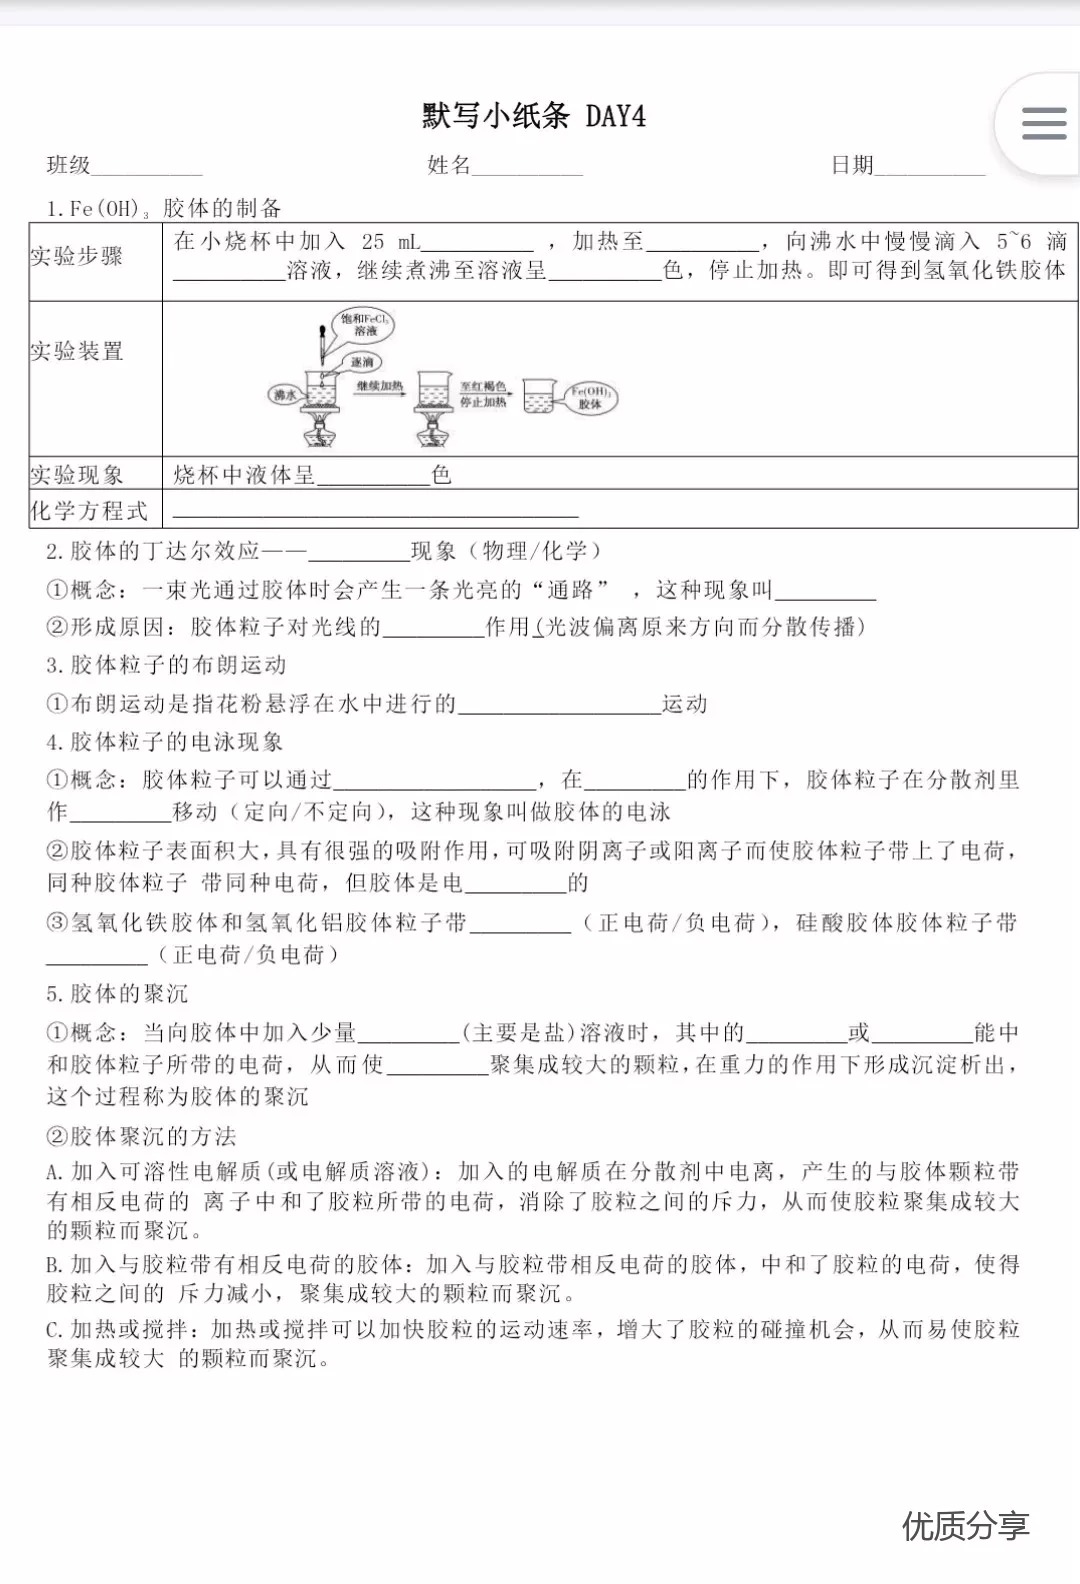 默写小纸条 DAY4
班级__________ 姓名__________ 日期__________
1.Fe(OH)₃ 胶体的制备
实验步骤
在小烧杯中加入 25 mL__________ ，加热至__________，向沸水中慢慢滴入 5~6 滴
__________溶液，继续煮沸至溶液呈__________色，停止加热。即可得到氢氧化铁胶体
实验装置
饱和FeCl₃
溶液
逐滴
沸水
继续加热
至红褐色
停止加热
Fe(OH)₃
胶体
实验现象 烧杯中液体呈__________色
化学方程式 ____________________________________
2.胶体的丁达尔效应——_________现象（物理/化学）
①概念：一束光通过胶体时会产生一条光亮的“通路” ，这种现象叫_________
②形成原因：胶体粒子对光线的_________作用(光波偏离原来方向而分散传播)
3.胶体粒子的布朗运动
①布朗运动是指花粉悬浮在水中进行的__________________运动
4.胶体粒子的电泳现象
①概念：胶体粒子可以通过__________________，在_________的作用下，胶体粒子在分散剂里
作_________移动（定向/不定向），这种现象叫做胶体的电泳
②胶体粒子表面积大，具有很强的吸附作用，可吸附阴离子或阳离子而使胶体粒子带上了电荷，
同种胶体粒子 带同种电荷，但胶体是电_________的
③氢氧化铁胶体和氢氧化铝胶体粒子带_________（正电荷/负电荷），硅酸胶体胶体粒子带
_________（正电荷/负电荷）
5.胶体的聚沉
①概念：当向胶体中加入少量_________(主要是盐)溶液时，其中的_________或_________能中
和胶体粒子所带的电荷，从而使_________聚集成较大的颗粒，在重力的作用下形成沉淀析出，
这个过程称为胶体的聚沉
②胶体聚沉的方法
A.加入可溶性电解质(或电解质溶液)：加入的电解质在分散剂中电离，产生的与胶体颗粒带
有相反电荷的 离子中和了胶粒所带的电荷，消除了胶粒之间的斥力，从而使胶粒聚集成较大
的颗粒而聚沉。
B.加入与胶粒带有相反电荷的胶体：加入与胶粒带相反电荷的胶体，中和了胶粒的电荷，使得
胶粒之间的 斥力减小，聚集成较大的颗粒而聚沉。
C.加热或搅拌：加热或搅拌可以加快胶粒的运动速率，增大了胶粒的碰撞机会，从而易使胶粒
聚集成较大 的颗粒而聚沉。
优质分享